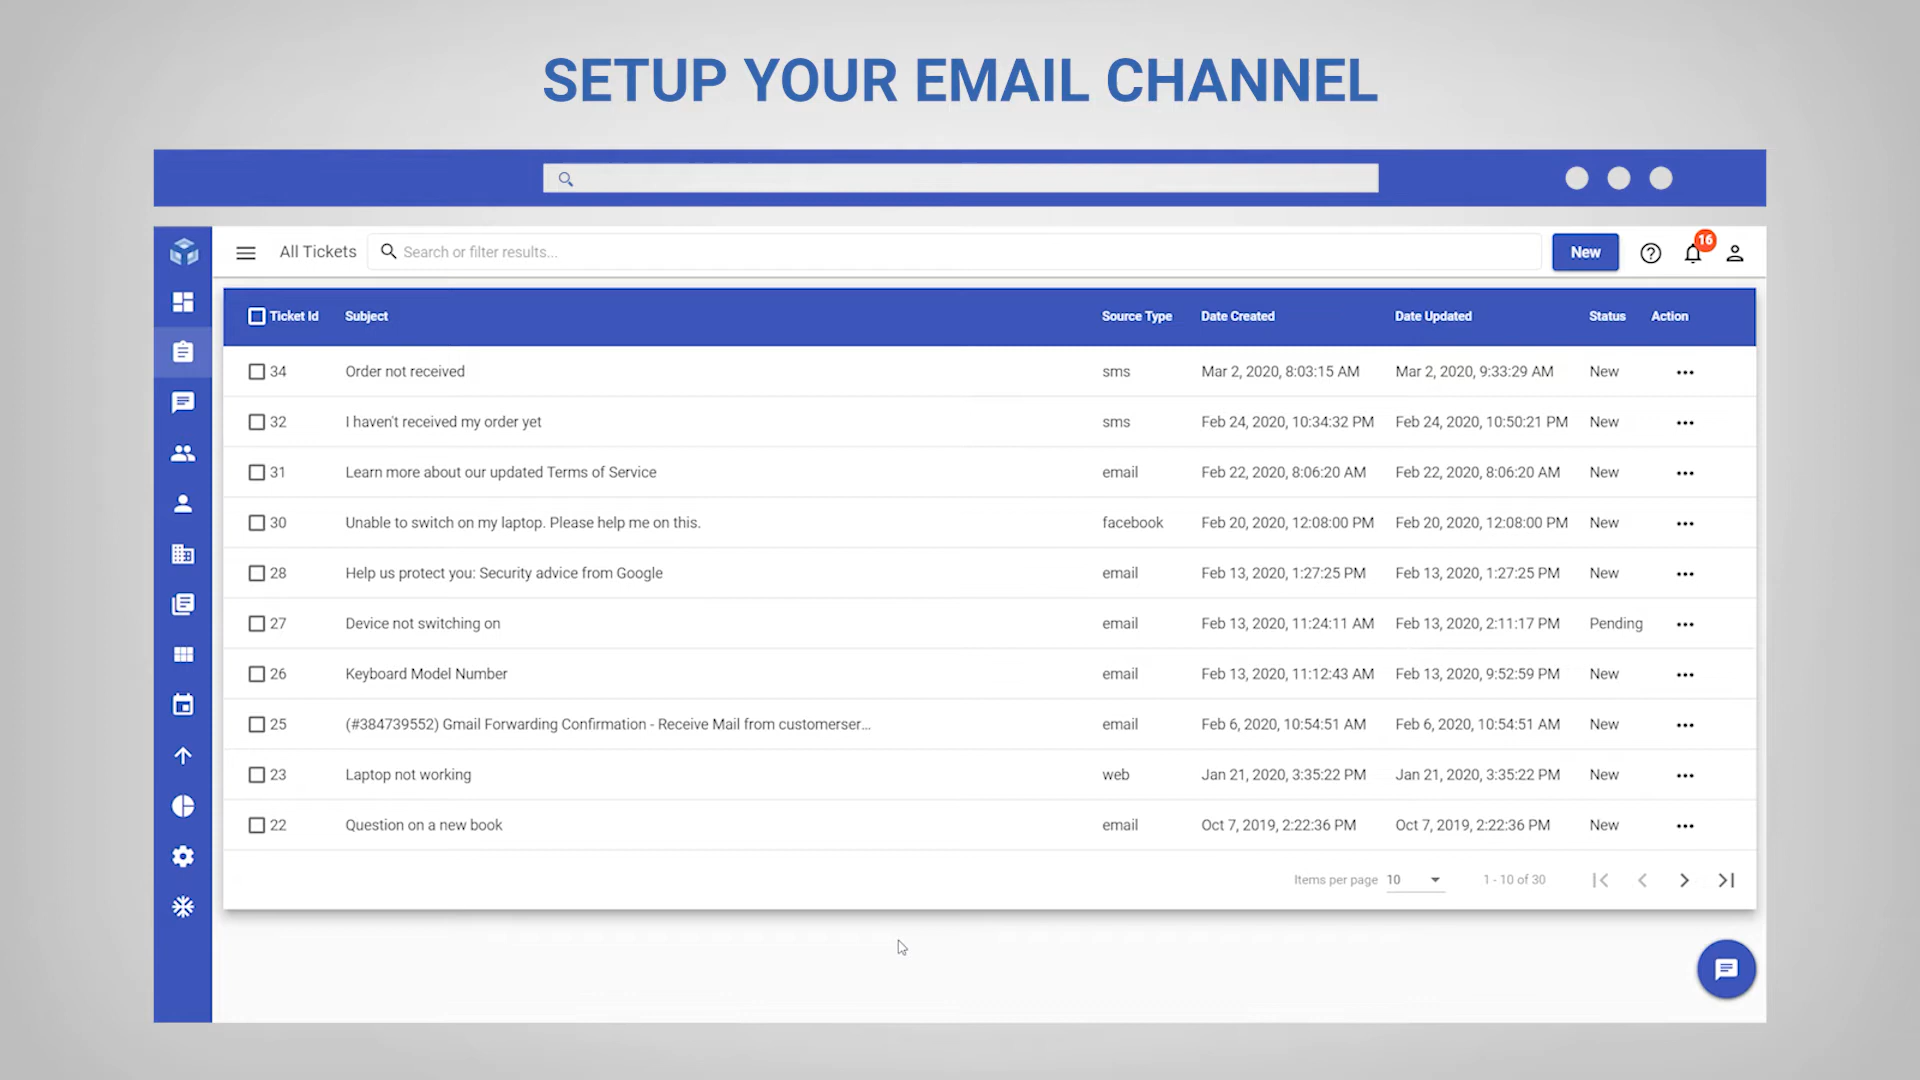 SETUP YOUR EMAIL CHANNEL
All Tickets Search or filter results... New 16
Ticket Id Subject Source Type Date Created Date Updated Status Action
34 Order not received sms Mar 2, 2020, 8:03:15 AM Mar 2, 2020, 9:33:29 AM New
32 I haven't received my order yet sms Feb 24, 2020, 10:34:32 PM Feb 24, 2020, 10:50:21 PM New
31 Learn more about our updated Terms of Service email Feb 22, 2020, 8:06:20 AM Feb 22, 2020, 8:06:20 AM New
30 Unable to switch on my laptop. Please help me on this. facebook Feb 20, 2020, 12:08:00 PM Feb 20, 2020, 12:08:00 PM New
28 Help us protect you: Security advice from Google email Feb 13, 2020, 1:27:25 PM Feb 13, 2020, 1:27:25 PM New
27 Device not switching on email Feb 13, 2020, 11:24:11 AM Feb 13, 2020, 2:11:17 PM Pending
26 Keyboard Model Number email Feb 13, 2020, 11:12:43 AM Feb 13, 2020, 9:52:59 PM New
25 (#384739552) Gmail Forwarding Confirmation - Receive Mail from customerser... email Feb 6, 2020, 10:54:51 AM Feb 6, 2020, 10:54:51 AM New
23 Laptop not working web Jan 21, 2020, 3:35:22 PM Jan 21, 2020, 3:35:22 PM New
22 Question on a new book email Oct 7, 2019, 2:22:36 PM Oct 7, 2019, 2:22:36 PM New
Items per page 10 1 - 10 of 30